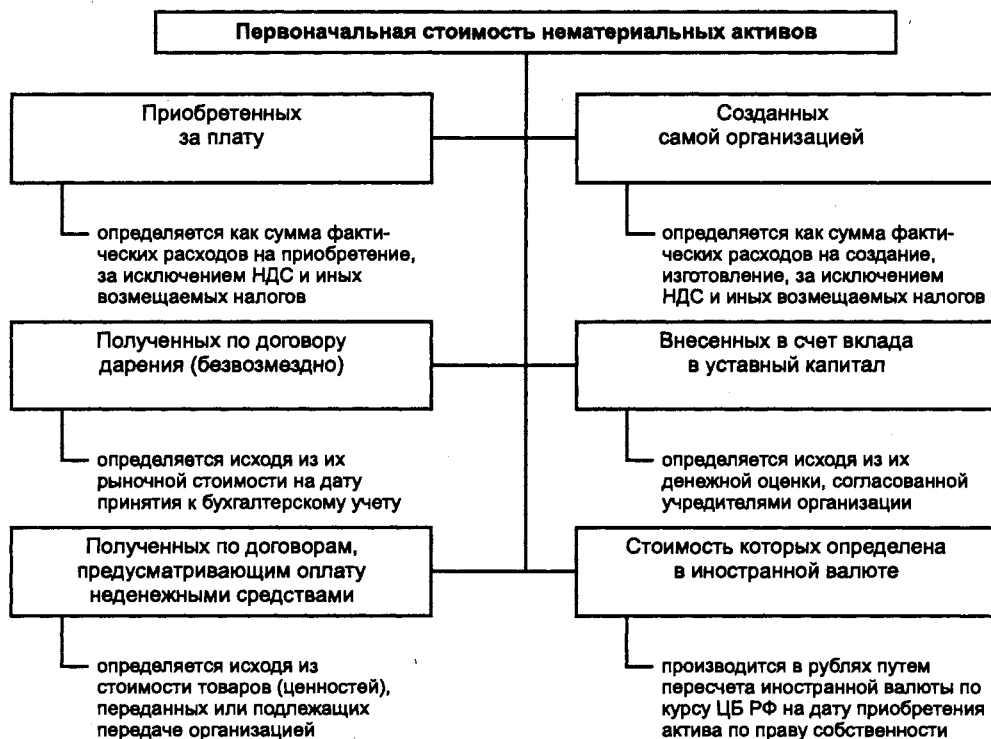 Первоначальная стоимость нематериальных активов
Приобретенных
за плату
определяется как сумма факти-
ческих расходов на приобретение,
за исключением НДС и иных
возмещаемых налогов
Созданных
самой организацией
определяется как сумма факти-
ческих расходов на создание,
изготовление, за исключением
НДС и иных возмещаемых налогов
Полученных по договору
дарения (безвозмездно)
определяется исходя из их
рыночной стоимости на дату
принятия к бухгалтерскому учету
Внесенных в счет вклада
в уставный капитал
определяется исходя из их
денежной оценки, согласованной
учредителями организации
Полученных по договорам,
предусматривающим оплату
неденежными средствами
определяется исходя из
стоимости товаров (ценностей),
переданных или подлежащих
передаче организацией
Стоимость которых определена
в иностранной валюте
производится в рублях путем
пересчета иностранной валюты по
курсу ЦБ РФ на дату приобретения
актива по праву собственности